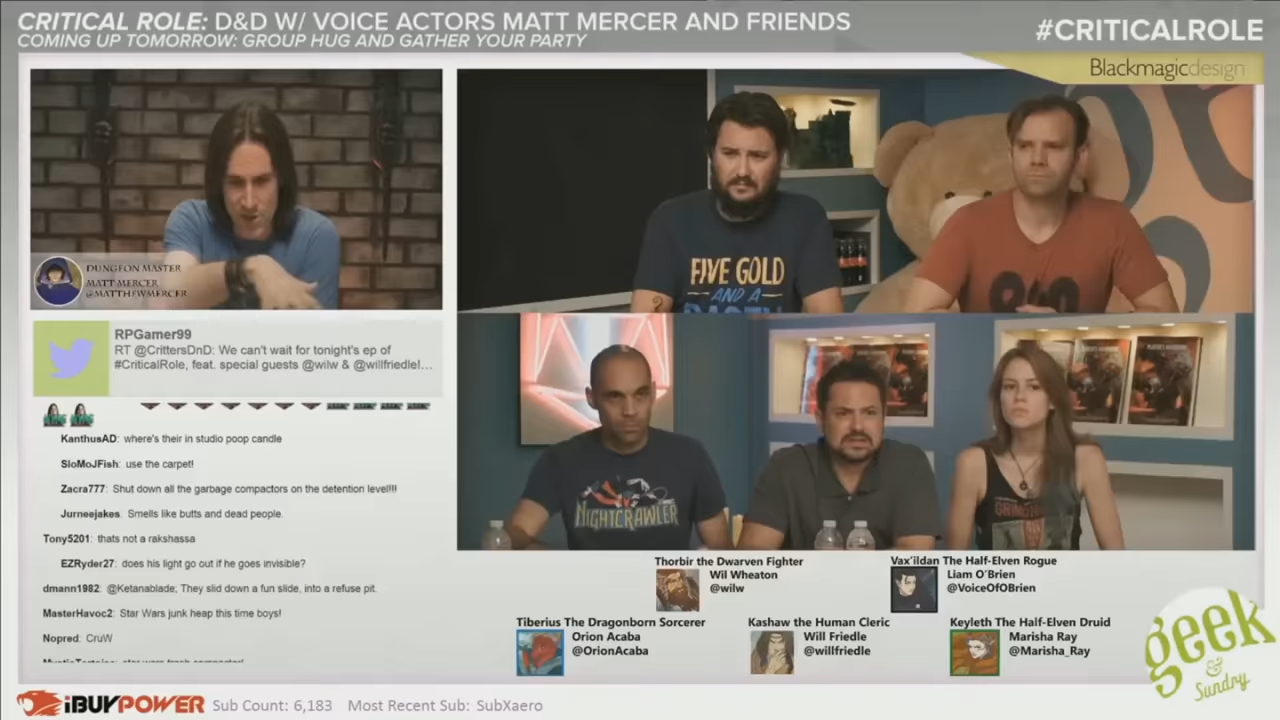 CRITICAL ROLE: D&D W/ VOICE ACTORS MATT MERCER AND FRIENDS
COMING UP TOMORROW: GROUP HUG AND GATHER YOUR PARTY
#CRITICALROLE
Blackmagicdesign
FIVE GOLD
AND A
DUNGEON MASTER
MATT MERCER
@MATTHEWMERCER
RPGamer99
RT @CrittersDnD: We can't wait for tonight's ep of
#CriticalRole, feat. special guests @wilw & @willfriedle!...
NIGHTCRAWLER
KanthusAD: where's their in studio poop candle
SloMoJFish: use the carpet!
Zacra777: Shut down all the garbage compactors on the detention level!!!
Jurneejakes: Smells like butts and dead people.
Tony5201: thats not a rakshassa
EZRyder27: does his light go out if he goes invisible?
dmann1982: @Ketanablade; They slid down a fun slide, into a refuse pit.
MasterHavoc2: Star Wars junk heap this time boys!
Nopred: CruW
Thorbir the Dwarven Fighter
Wil Wheaton
@wilw
Vax'ildan The Half-Elven Rogue
Liam O'Brien
@VoiceOfOBrien
Tiberius The Dragonborn Sorcerer
Orion Acaba
@OrionAcaba
Kashaw the Human Cleric
Will Friedle
@willfriedle
Keyleth The Half-Elven Druid
Marisha Ray
@Marisha_Ray
geek
&
Sundry
iBUYPOWER
Sub Count: 6,183 Most Recent Sub: SubXaero